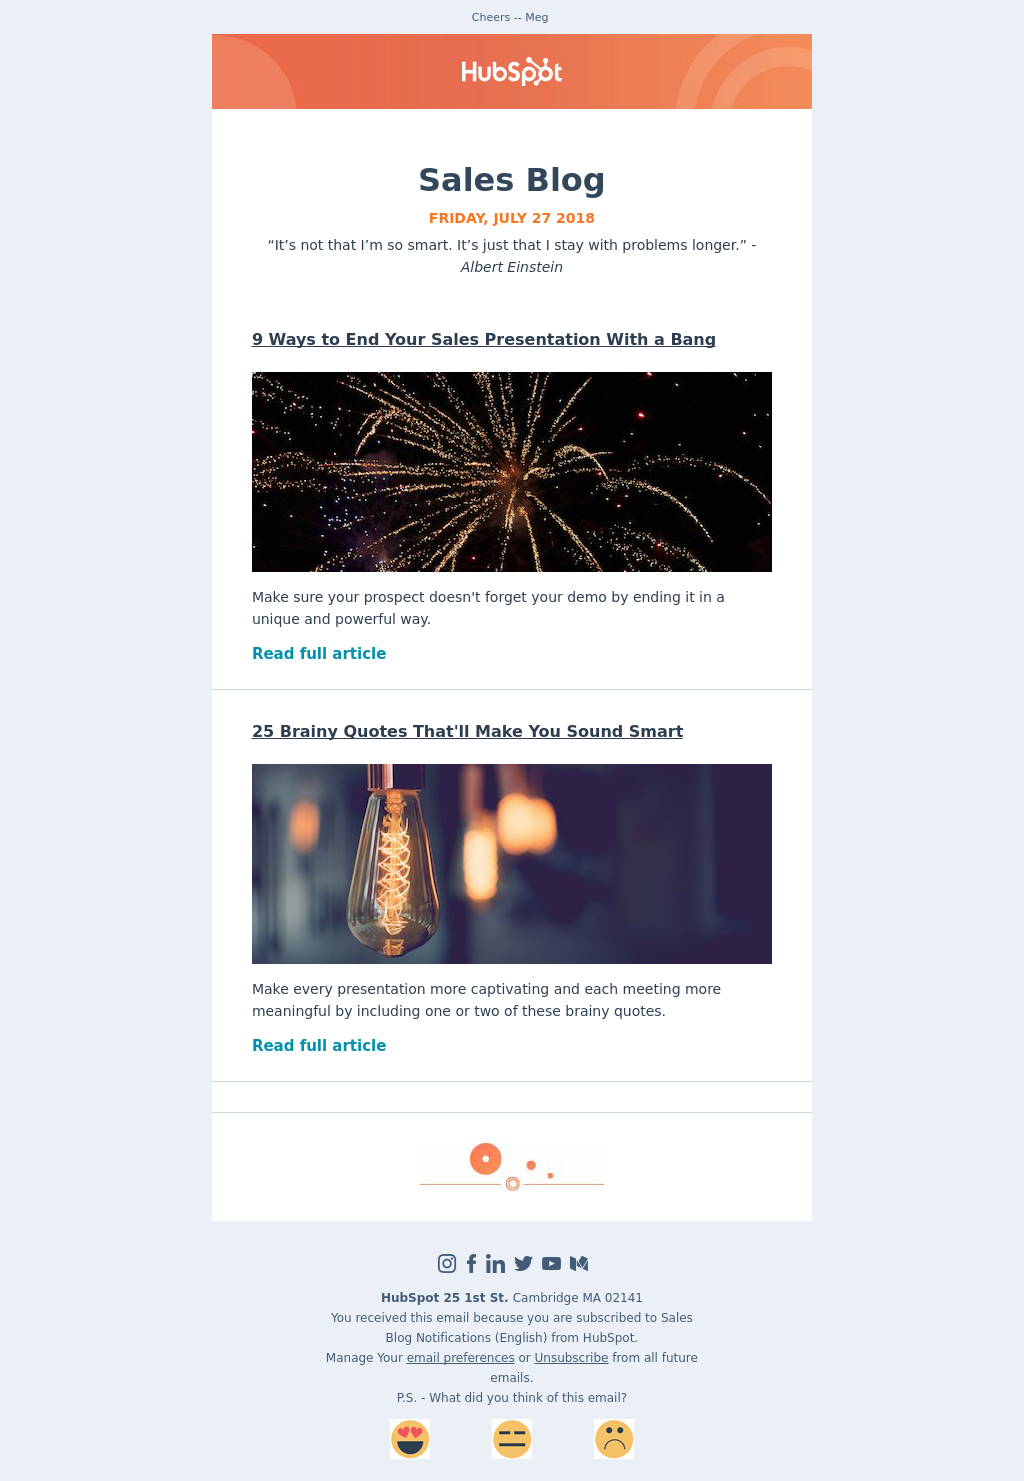 Cheers -- Meg
HubSpot
Sales Blog
FRIDAY, JULY 27 2018
“It’s not that I’m so smart. It’s just that I stay with problems longer.” -
Albert Einstein
9 Ways to End Your Sales Presentation With a Bang
Make sure your prospect doesn't forget your demo by ending it in a
unique and powerful way.
Read full article
25 Brainy Quotes That'll Make You Sound Smart
Make every presentation more captivating and each meeting more
meaningful by including one or two of these brainy quotes.
Read full article
HubSpot 25 1st St. Cambridge MA 02141
You received this email because you are subscribed to Sales
Blog Notifications (English) from HubSpot.
Manage Your email preferences or Unsubscribe from all future
emails.
P.S. - What did you think of this email?